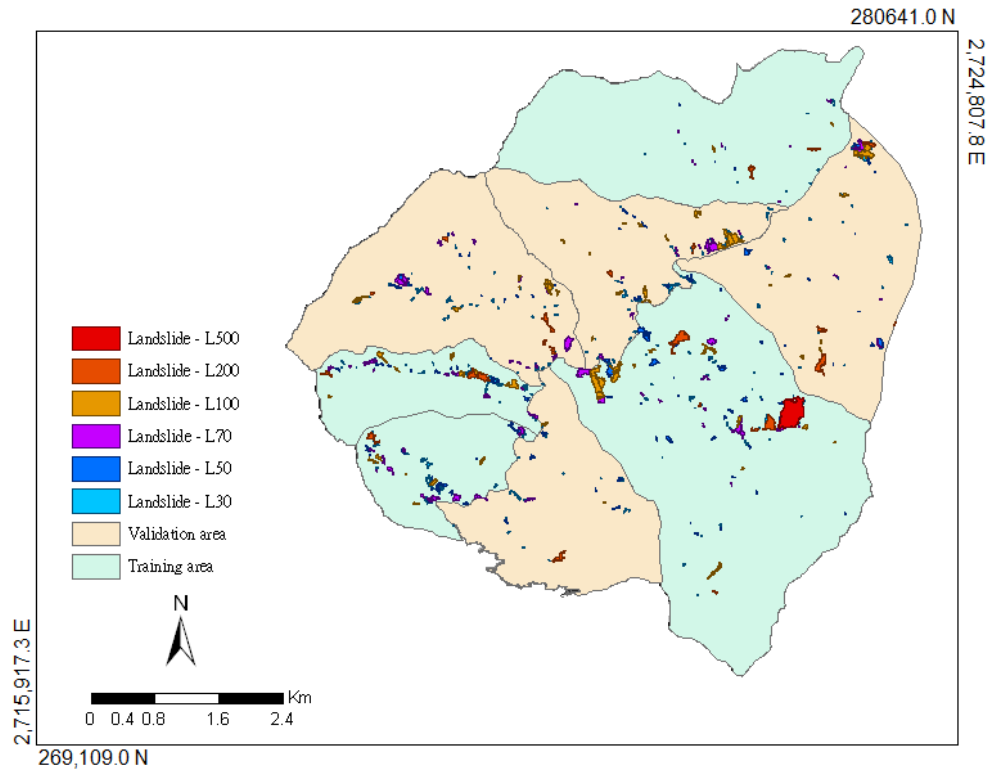 280641.0 N
2,724,807.8 E
Landslide - L500
Landslide - L200
Landslide - L100
Landslide - L70
Landslide - L50
Landslide - L30
Validation area
Training area
N
Km
0 0.4 0.8 1.6 2.4
2,715,917.3 E
269,109.0 N